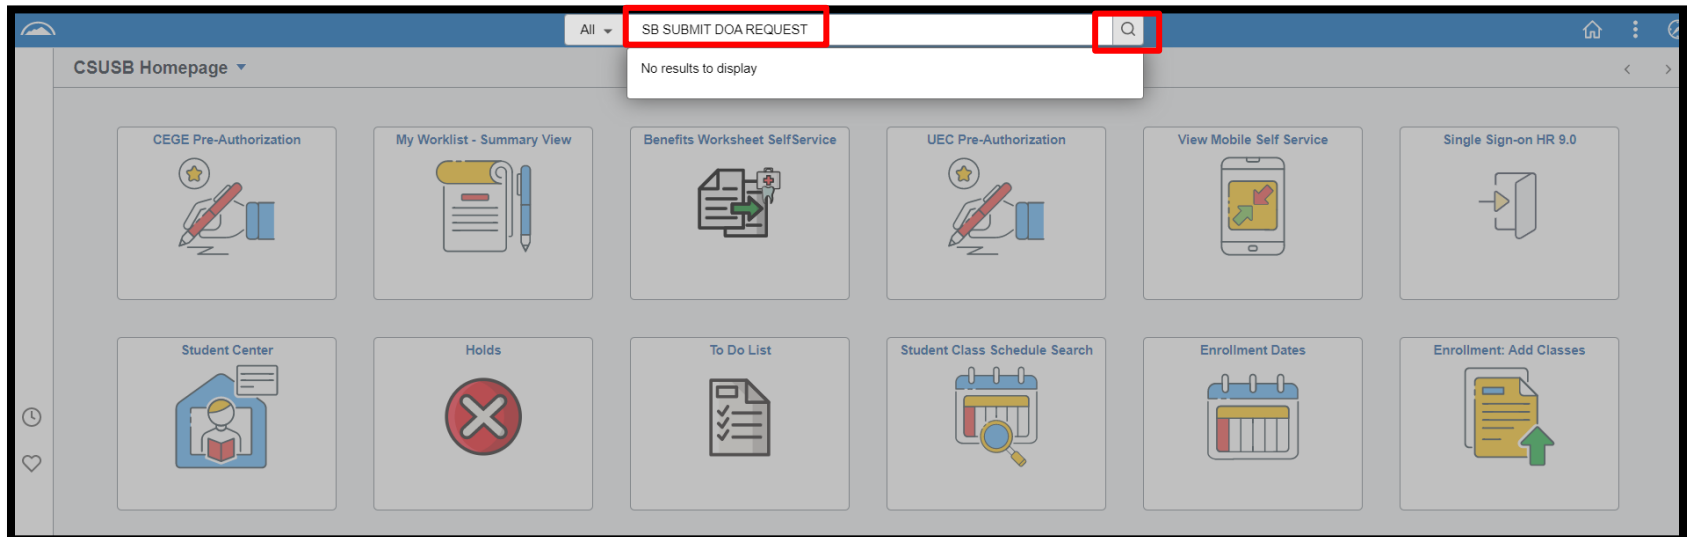 All
SB SUBMIT DOA REQUEST
No results to display
CSUSB Homepage
CEGE Pre-Authorization
My Worklist - Summary View
Benefits Worksheet SelfService
UEC Pre-Authorization
View Mobile Self Service
Single Sign-on HR 9.0
Student Center
Holds
To Do List
Student Class Schedule Search
Enrollment Dates
Enrollment: Add Classes